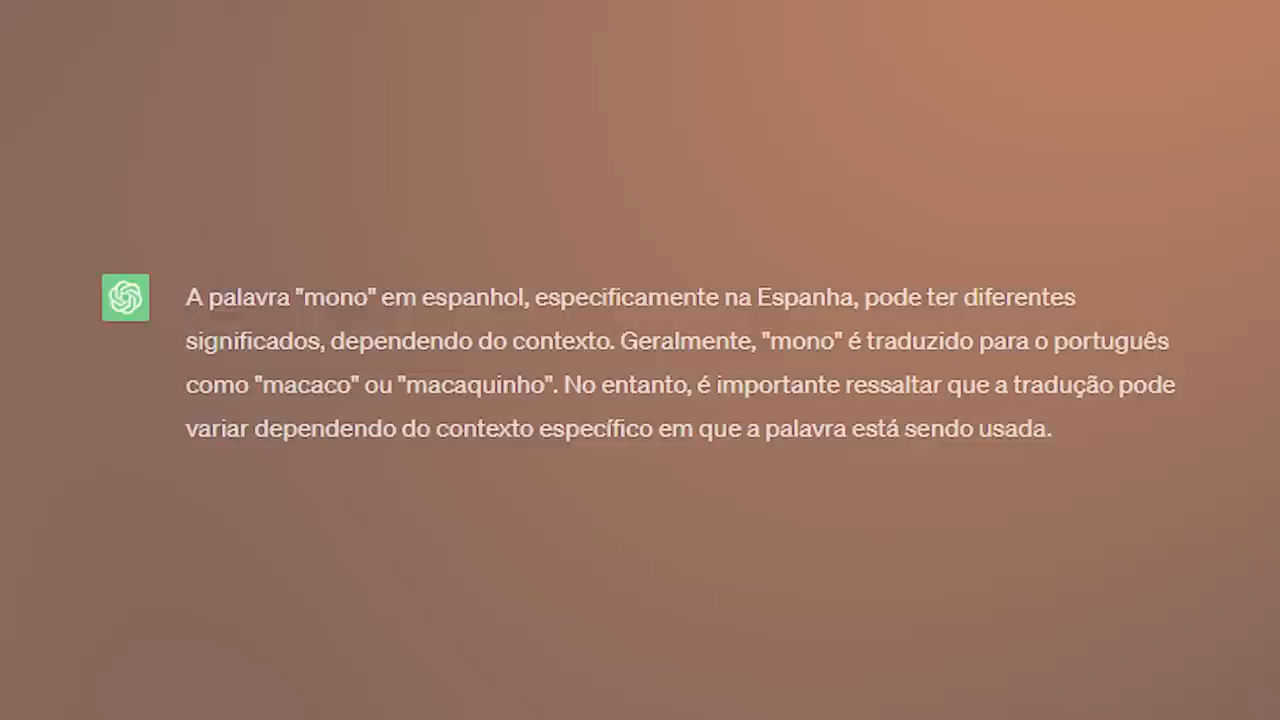 A palavra "mono" em espanhol, especificamente na Espanha, pode ter diferentes
significados, dependendo do contexto. Geralmente, "mono" é traduzido para o português
como "macaco" ou "macaquinho". No entanto, é importante ressaltar que a tradução pode
variar dependendo do contexto específico em que a palavra está sendo usada.